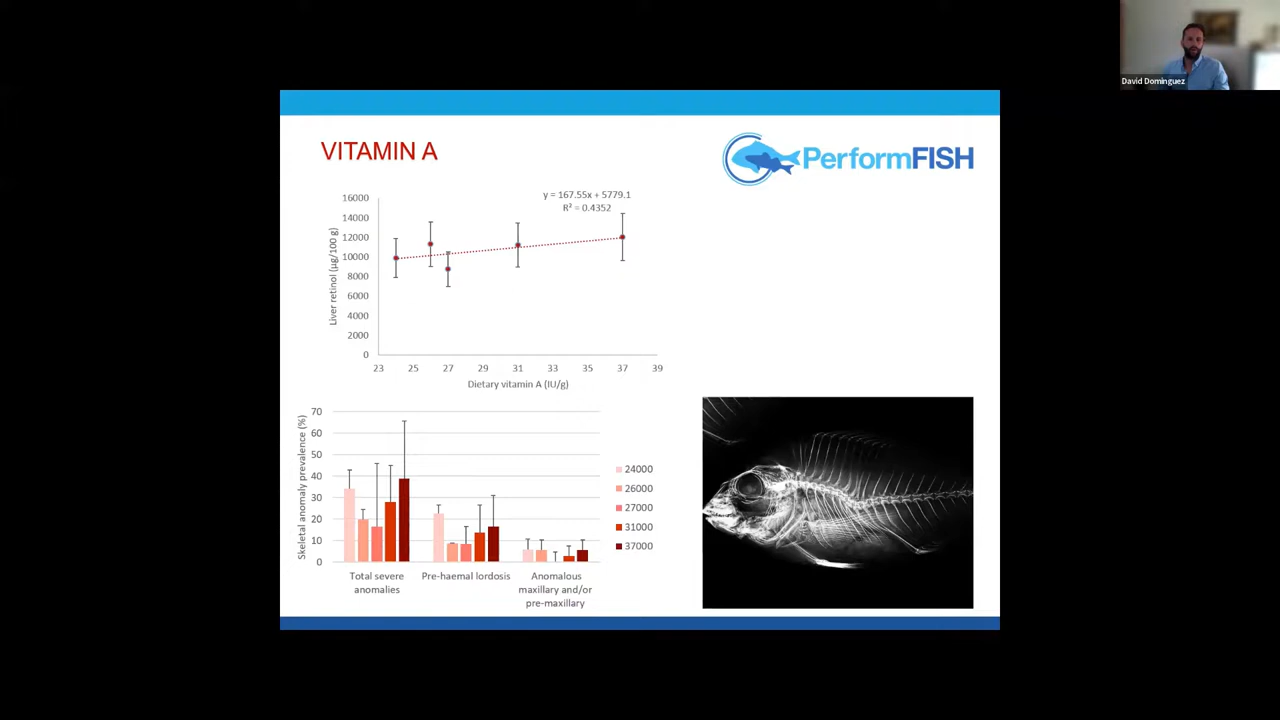 David Dominguez
VITAMIN A
PerformFISH
y = 167.55x + 5779.1
R² = 0.4352
16000
14000
12000
10000
8000
6000
4000
2000
0
Liver retinol (µg/100 g)
23 25 27 29 31 33 35 37 39
Dietary vitamin A (IU/g)
70
60
50
40
30
20
10
0
Skeletal anomaly prevalence (%)
Total severe
anomalies
Pre-haemal lordosis
Anomalous
maxillary and/or
pre-maxillary
24000
26000
27000
31000
37000